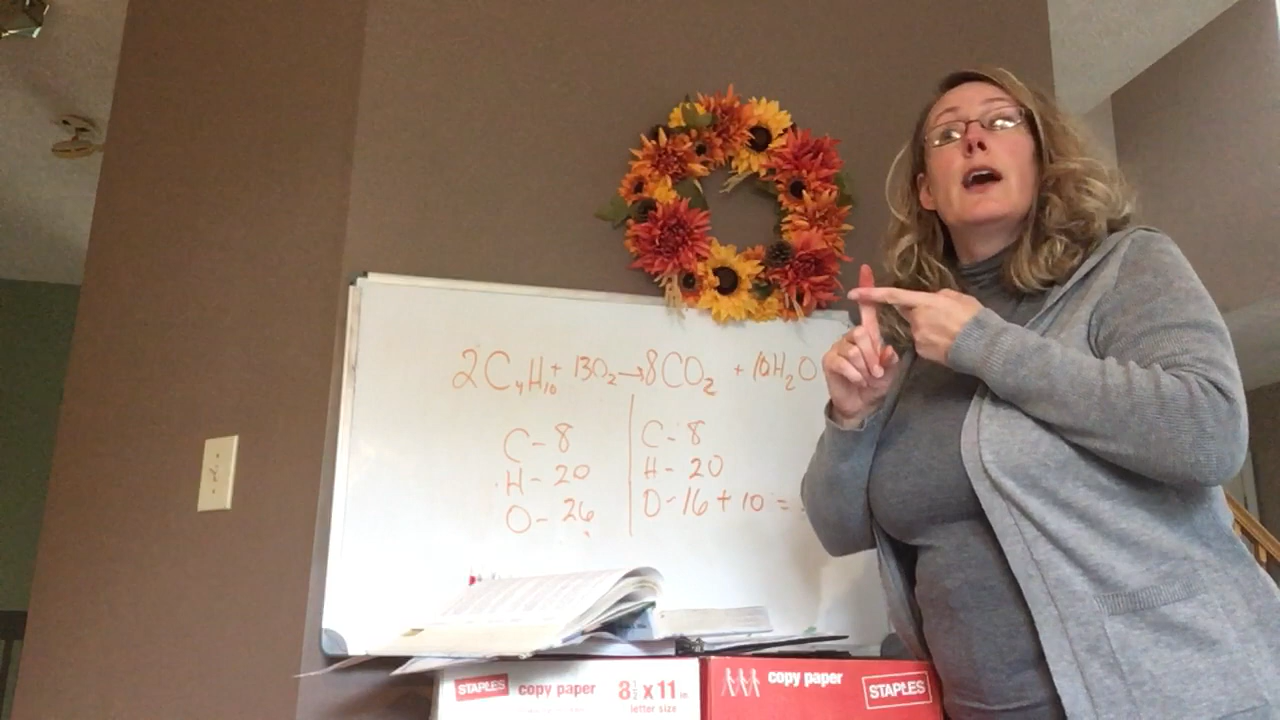 2C₄H₁₀ + 13O₂ → 8CO₂ + 10H₂O
C - 8
H - 20
O - 26
C - 8
H - 20
O - 16 + 10 =
STAPLES copy paper 8½ x 11 in
letter size
copy paper STAPLES